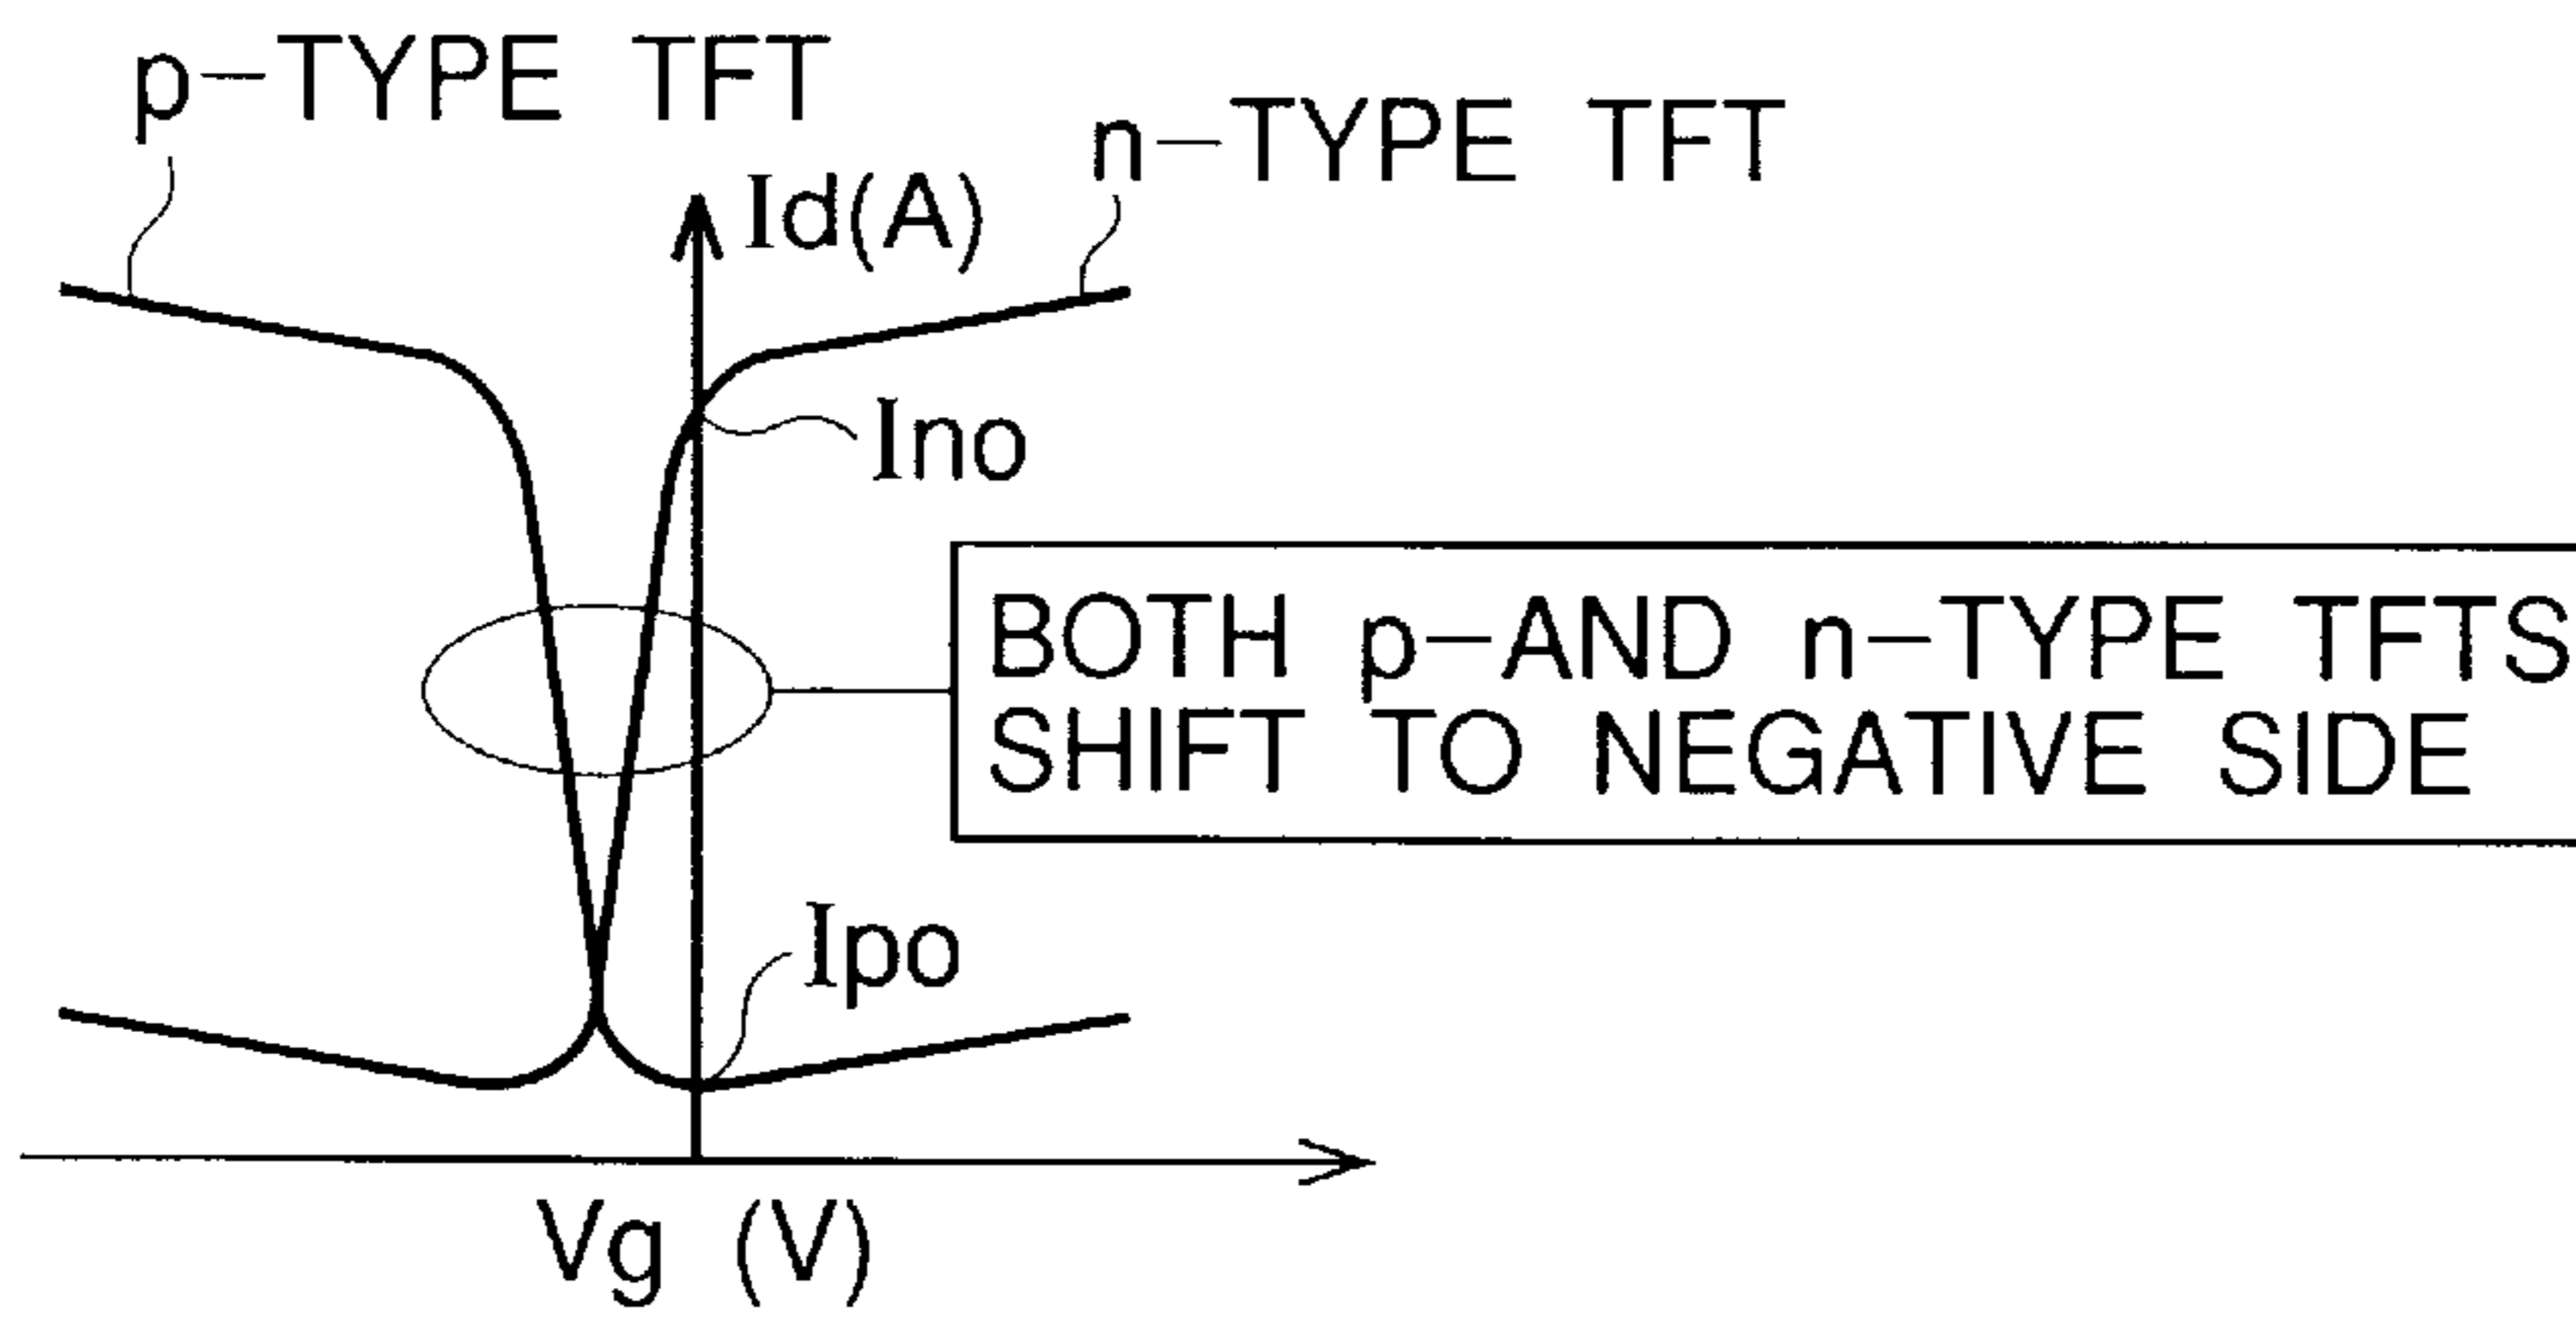 p-TYPE TFT
n-TYPE TFT
Id(A)
Ino
BOTH p-AND n-TYPE TFTS
SHIFT TO NEGATIVE SIDE
Ipo
Vg (V)